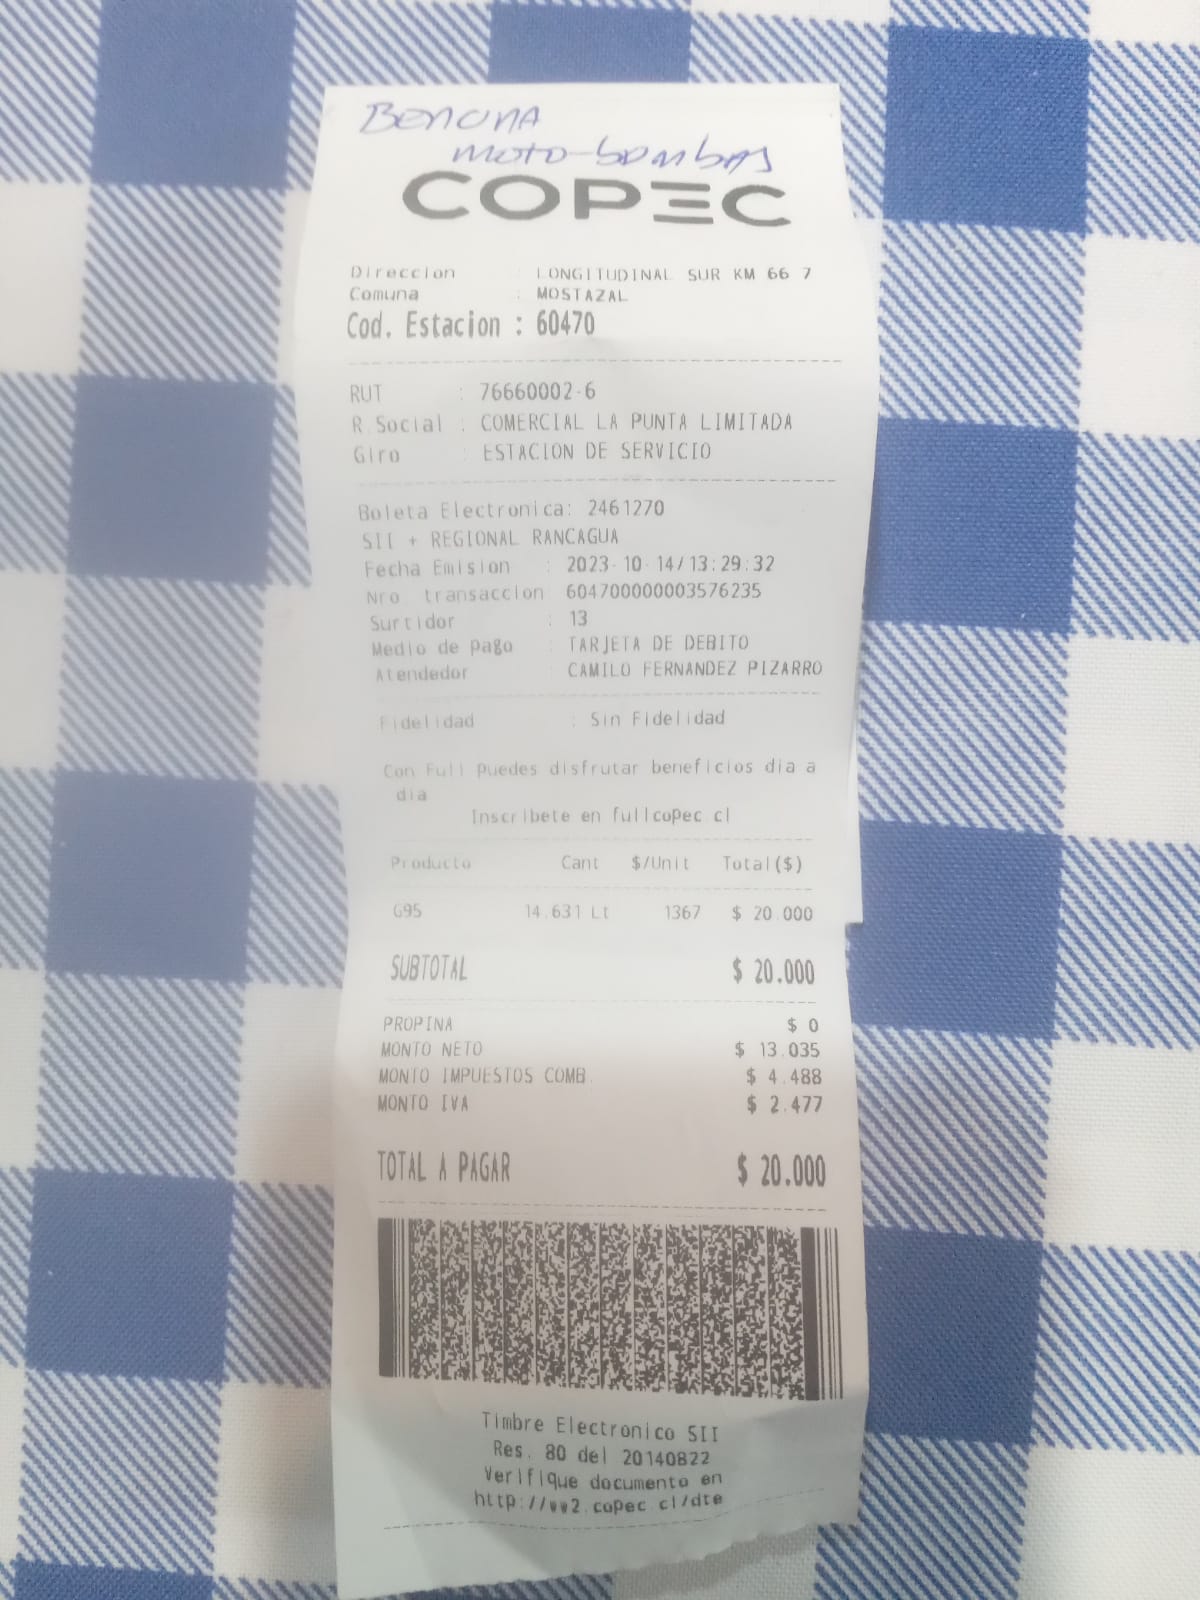 Bencina
moto-bombas
COPEC
Direccion : LONGITUDINAL SUR KM 66 7
Comuna : MOSTAZAL
Cod. Estacion : 60470
RUT : 76660002-6
R.Social : COMERCIAL LA PUNTA LIMITADA
Giro : ESTACION DE SERVICIO
Boleta Electronica: 2461270
SII + REGIONAL RANCAGUA
Fecha Emision : 2023-10-14/13:29:32
Nro transaccion 604700000003576235
Surtidor : 13
Medio de pago : TARJETA DE DEBITO
Atendedor : CAMILO FERNANDEZ PIZARRO
Fidelidad : Sin Fidelidad
Con Full Puedes disfrutar beneficios dia a
dia
Inscribete en fullcopec.cl
Producto Cant $/Unit Total($)
G95 14.631 Lt 1367 $ 20.000
SUBTOTAL $ 20.000
PROPINA $ 0
MONTO NETO $ 13.035
MONTO IMPUESTOS COMB. $ 4.488
MONTO IVA $ 2.477
TOTAL A PAGAR $ 20.000
Timbre Electronico SII
Res. 80 del 20140822
Verifique documento en
http://ww2.copec.cl/dte